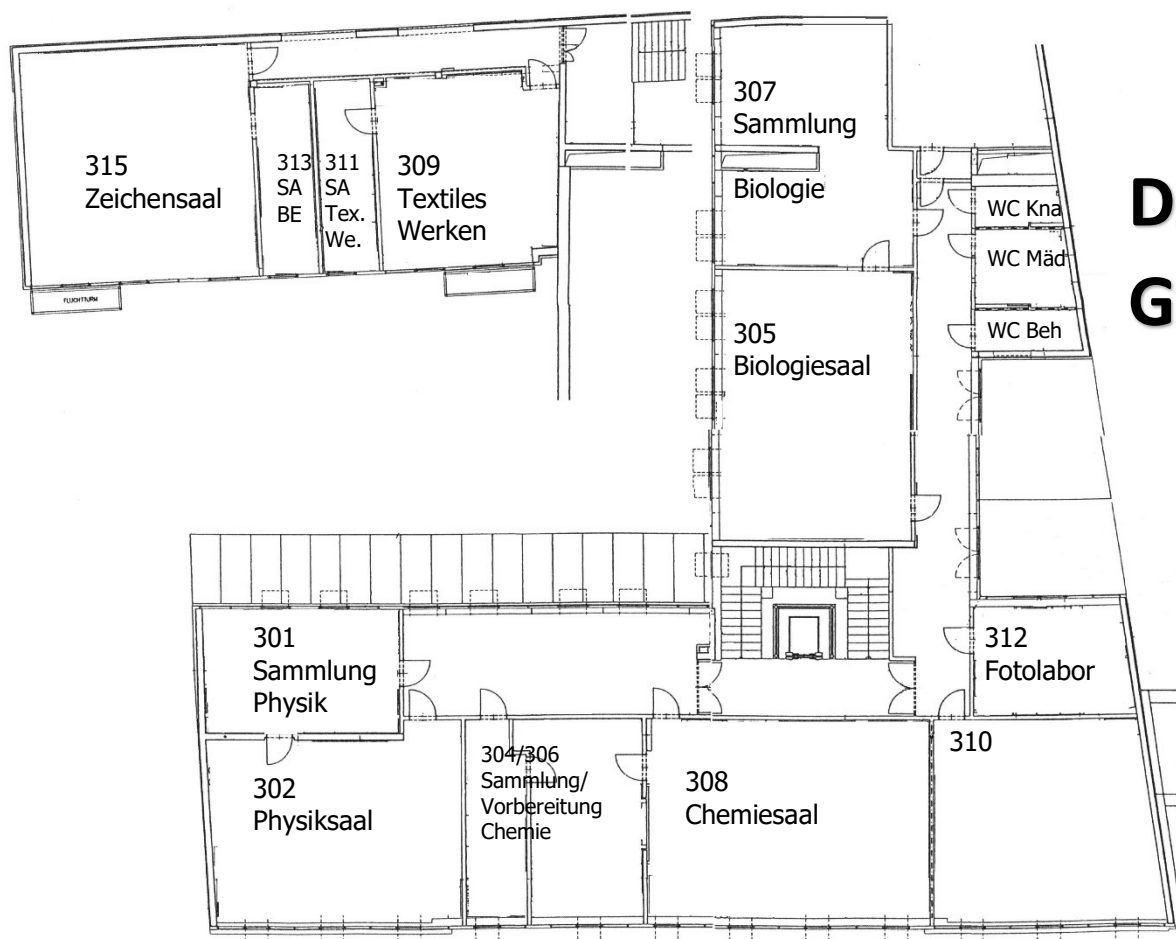 315
Zeichensaal
313
SA
BE
311
SA
Tex.
We.
309
Textiles
Werken
FLUCHTTURM
307
Sammlung
Biologie
WC Kna
WC Mäd
WC Beh
D
G
305
Biologiesaal
301
Sammlung
Physik
302
Physiksaal
304/306
Sammlung/
Vorbereitung
Chemie
308
Chemiesaal
312
Fotolabor
310